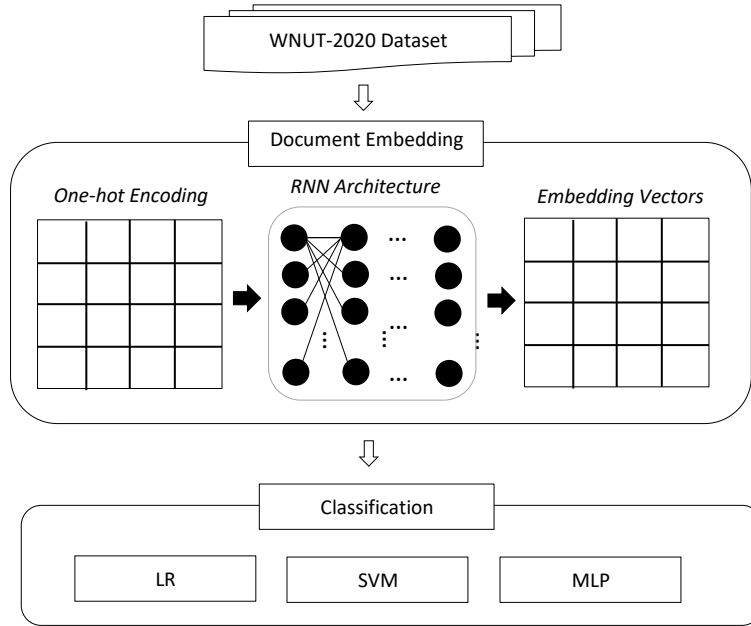 WNUT-2020 Dataset
Document Embedding
One-hot Encoding
RNN Architecture
Embedding Vectors
...
...
...
...
Classification
LR
SVM
MLP